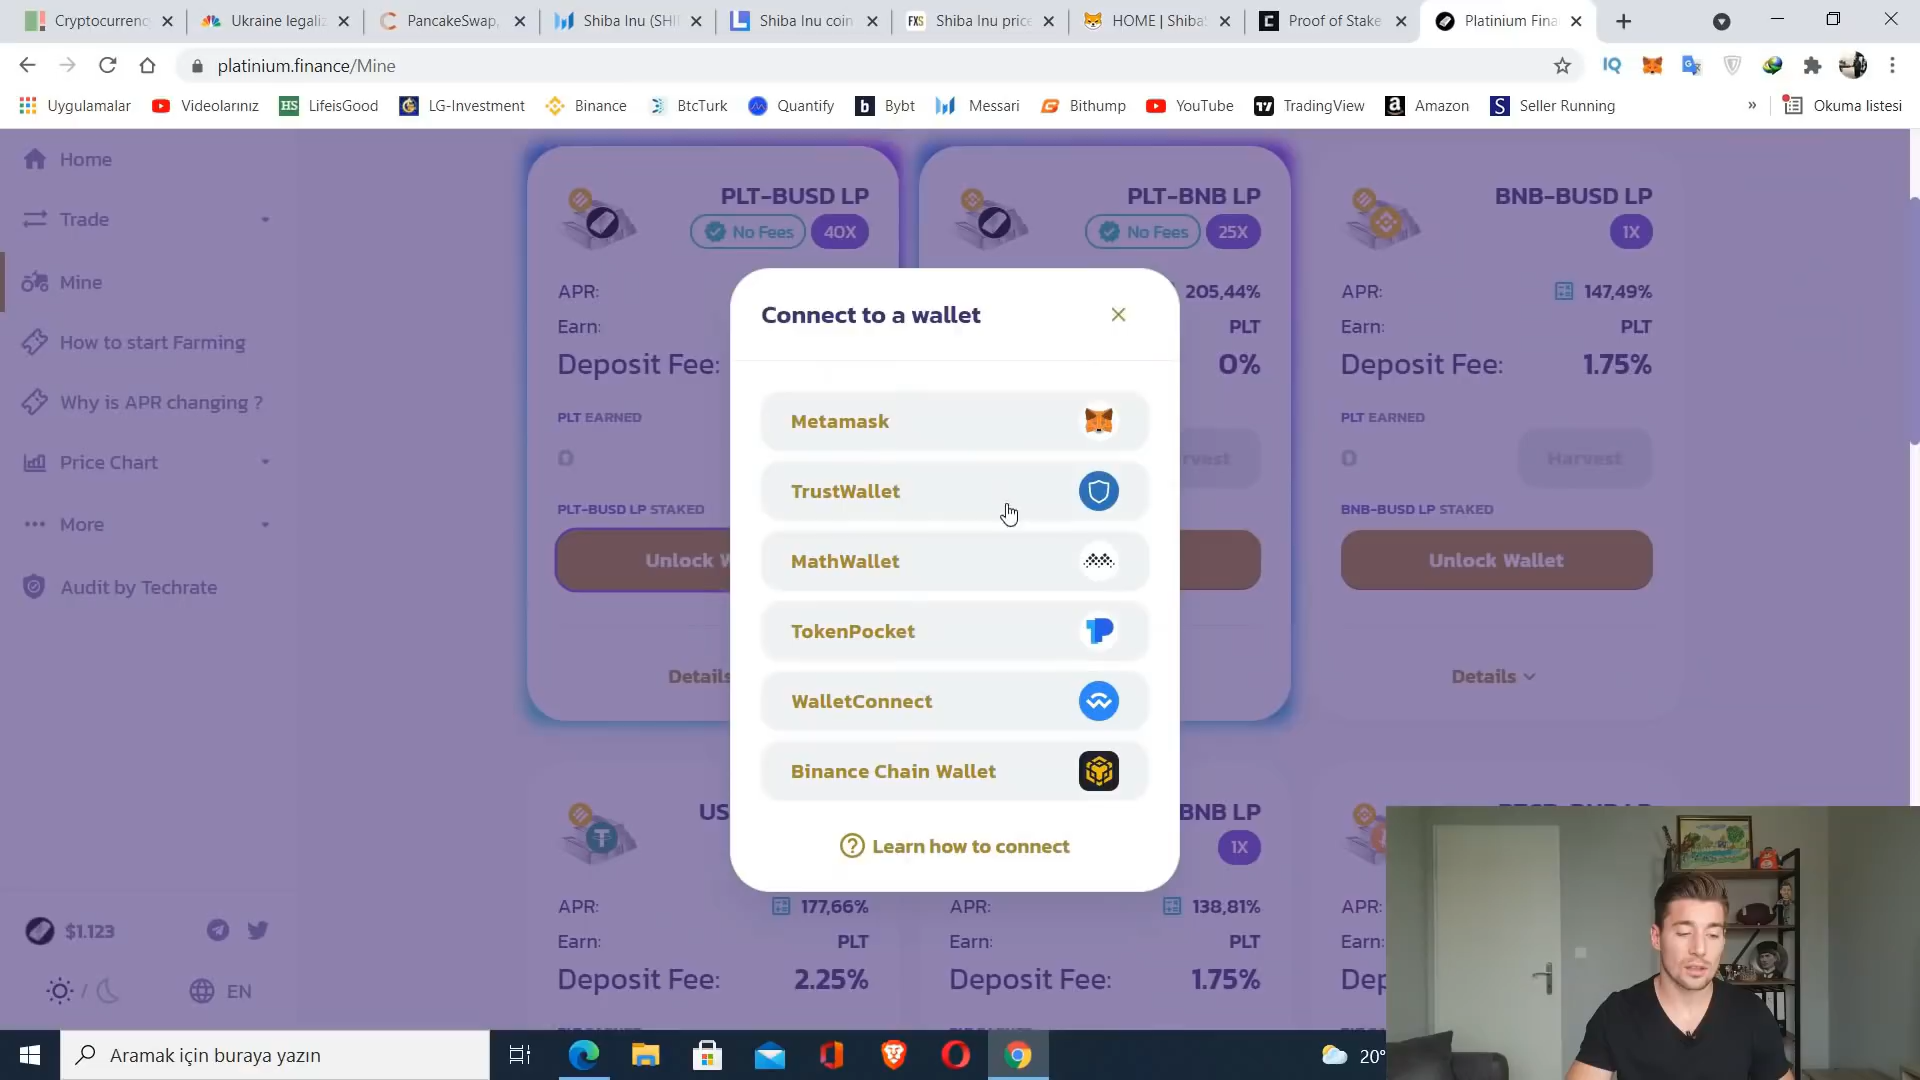 Cryptocurrenc
Ukraine legaliz
PancakeSwap,
Shiba Inu (SHI
Shiba Inu coin
Shiba Inu price
HOME | ShibaS
Proof of Stake
Platinium Fina
platinium.finance/Mine
Uygulamalar
Videolarınız
LifeisGood
LG-Investment
Binance
BtcTurk
Quantify
Bybt
Messari
Bithump
YouTube
TradingView
Amazon
Seller Running
»
Okuma listesi
Home
Trade
Mine
How to start Farming
Why is APR changing ?
Price Chart
More
Audit by Techrate
$1.123
EN
PLT-BUSD LP
No Fees 40X
APR:
Earn:
Deposit Fee:
PLT EARNED
0
PLT-BUSD LP STAKED
Unlock W
Details
PLT-BNB LP
No Fees 25X
205,44%
PLT
0%
rvest
BNB-BUSD LP
1X
APR: 147,49%
Earn: PLT
Deposit Fee: 1.75%
PLT EARNED
0 Harvest
BNB-BUSD LP STAKED
Unlock Wallet
Details
Connect to a wallet
Metamask
TrustWallet
MathWallet
TokenPocket
WalletConnect
Binance Chain Wallet
Learn how to connect
US
APR: 177,66%
Earn: PLT
Deposit Fee: 2.25%
BNB LP
1X
APR: 138,81%
Earn: PLT
Deposit Fee: 1.75%
APR:
Earn:
Dep
Aramak için buraya yazın
20°